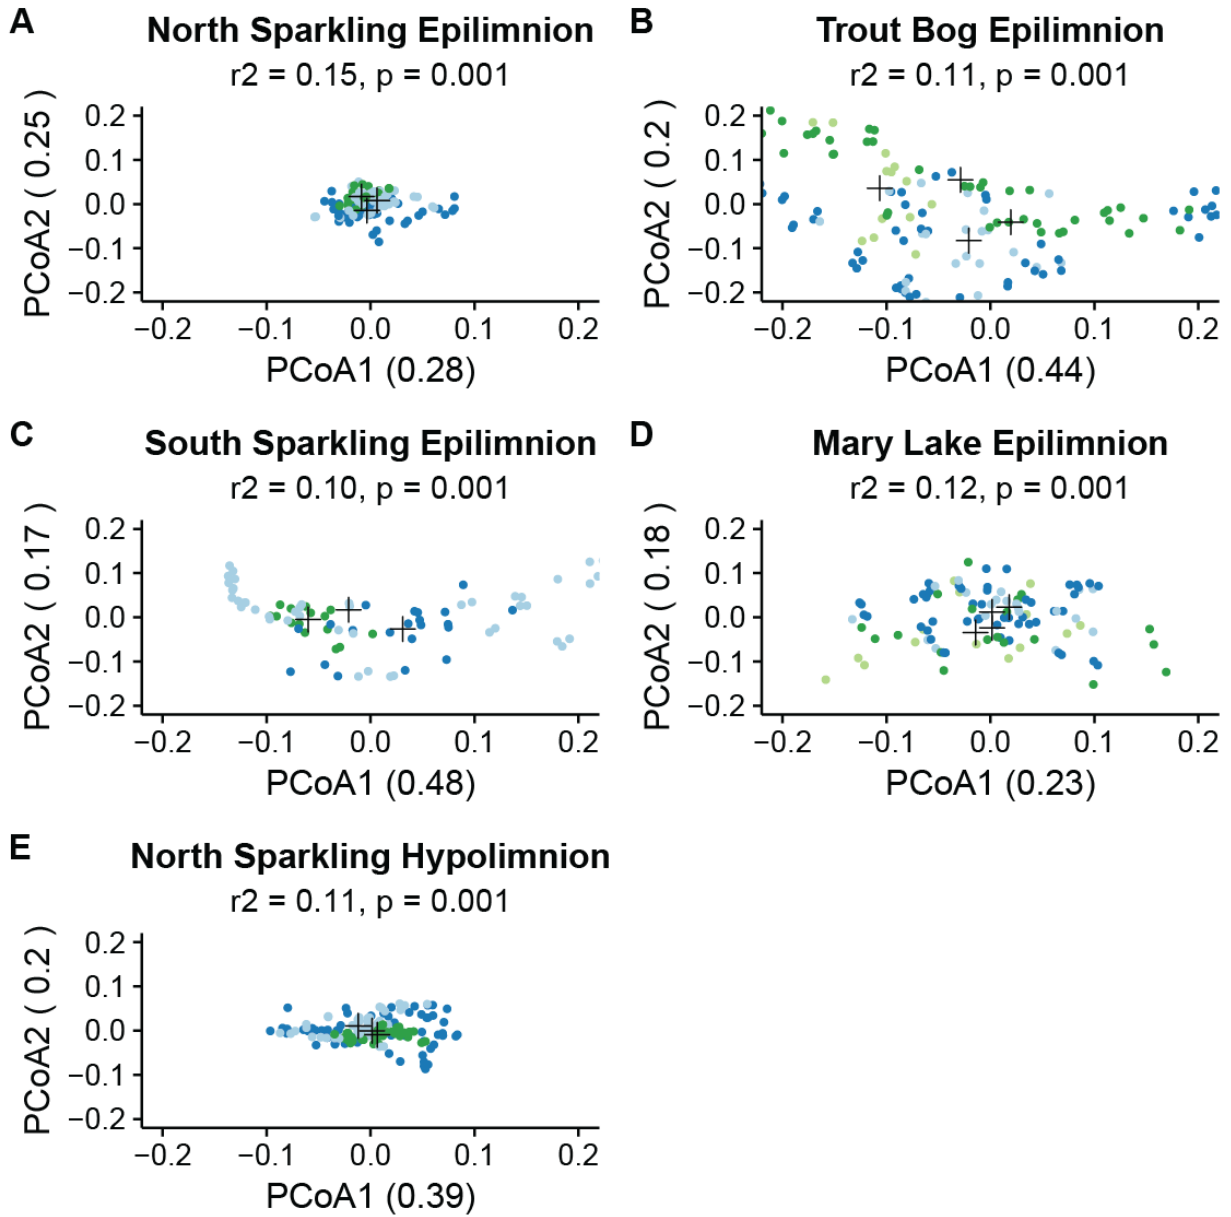 A
North Sparkling Epilimnion
r2 = 0.15, p = 0.001
PCoA2 ( 0.25 )
0.2
0.1
0.0
−0.1
−0.2
−0.2 −0.1 0.0 0.1 0.2
PCoA1 (0.28)
B
Trout Bog Epilimnion
r2 = 0.11, p = 0.001
PCoA2 ( 0.2 )
0.2
0.1
0.0
−0.1
−0.2
−0.2 −0.1 0.0 0.1 0.2
PCoA1 (0.44)
C
South Sparkling Epilimnion
r2 = 0.10, p = 0.001
PCoA2 ( 0.17 )
0.2
0.1
0.0
−0.1
−0.2
−0.2 −0.1 0.0 0.1 0.2
PCoA1 (0.48)
D
Mary Lake Epilimnion
r2 = 0.12, p = 0.001
PCoA2 ( 0.18 )
0.2
0.1
0.0
−0.1
−0.2
−0.2 −0.1 0.0 0.1 0.2
PCoA1 (0.23)
E
North Sparkling Hypolimnion
r2 = 0.11, p = 0.001
PCoA2 ( 0.2 )
0.2
0.1
0.0
−0.1
−0.2
−0.2 −0.1 0.0 0.1 0.2
PCoA1 (0.39)